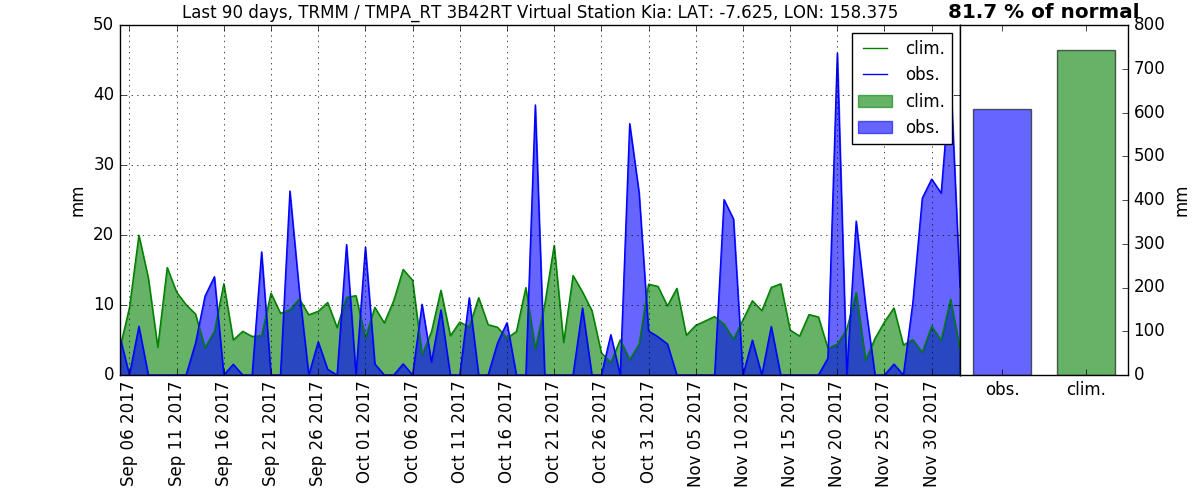 Last 90 days, TRMM / TMPA_RT 3B42RT Virtual Station Kia: LAT: -7.625, LON: 158.375
81.7 % of normal
50
40
30
20
10
0
mm
clim.
obs.
clim.
obs.
800
700
600
500
400
300
200
100
0
mm
Sep 06 2017
Sep 11 2017
Sep 16 2017
Sep 21 2017
Sep 26 2017
Oct 01 2017
Oct 06 2017
Oct 11 2017
Oct 16 2017
Oct 21 2017
Oct 26 2017
Oct 31 2017
Nov 05 2017
Nov 10 2017
Nov 15 2017
Nov 20 2017
Nov 25 2017
Nov 30 2017
obs.
clim.